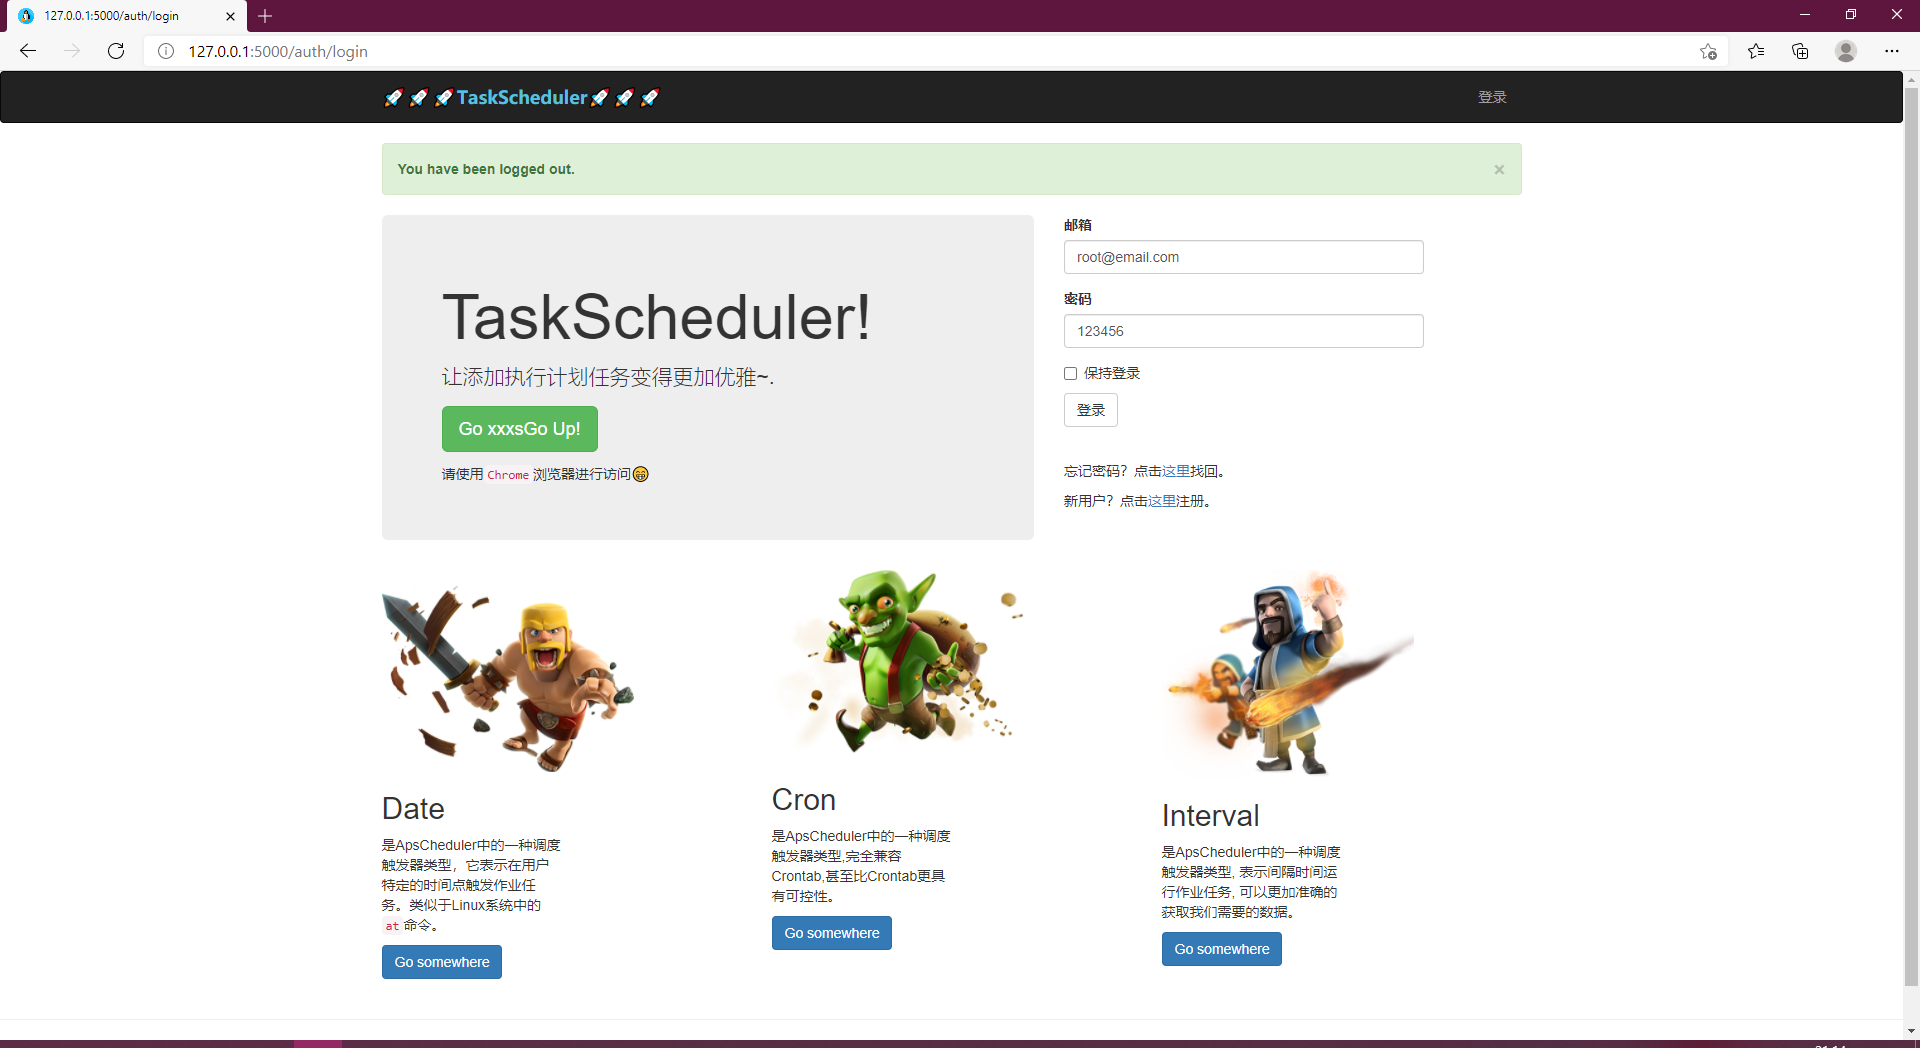 127.0.0.1:5000/auth/login
127.0.0.1:5000/auth/login
🚀🚀🚀TaskScheduler🚀🚀🚀
登录
You have been logged out.
×
TaskScheduler!
让添加执行计划任务变得更加优雅~.
Go xxxsGo Up!
请使用 Chrome 浏览器进行访问😁
邮箱
root@email.com
密码
123456
保持登录
登录
忘记密码？点击这里找回。
新用户？点击这里注册。
Date
是ApsCheduler中的一种调度
触发器类型，它表示在用户
特定的时间点触发作业任
务。类似于Linux系统中的
at 命令。
Go somewhere
Cron
是ApsCheduler中的一种调度
触发器类型,完全兼容
Crontab,甚至比Crontab更具
有可控性。
Go somewhere
Interval
是ApsCheduler中的一种调度
触发器类型, 表示间隔时间运
行作业任务, 可以更加准确的
获取我们需要的数据。
Go somewhere